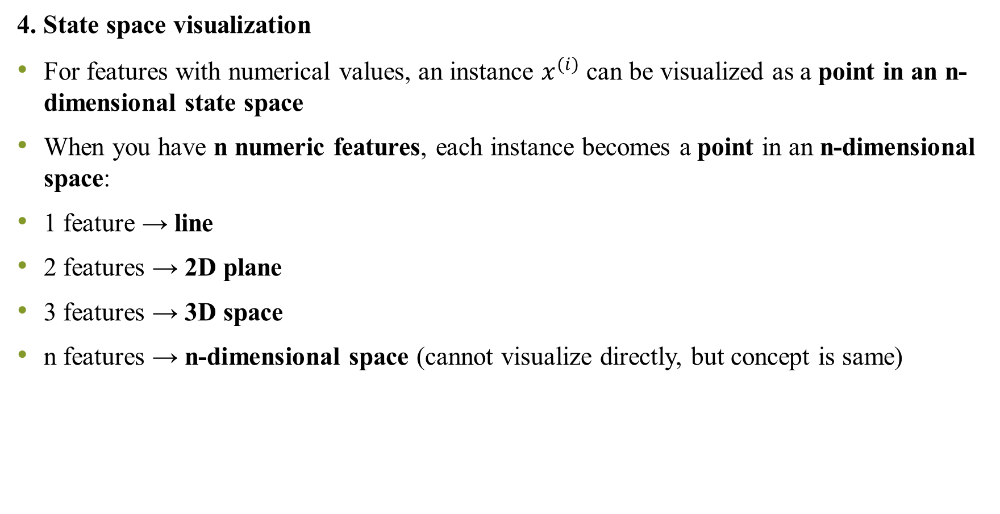 4. State space visualization
• For features with numerical values, an instance x^(i) can be visualized as a point in an n-
dimensional state space
• When you have n numeric features, each instance becomes a point in an n-dimensional
space:
• 1 feature → line
• 2 features → 2D plane
• 3 features → 3D space
• n features → n-dimensional space (cannot visualize directly, but concept is same)